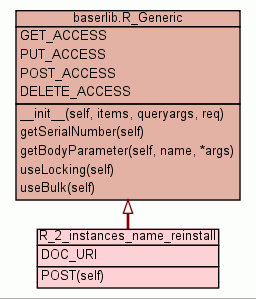 baserlib.R_Generic
GET_ACCESS
PUT_ACCESS
POST_ACCESS
DELETE_ACCESS
__init__(self, items, queryargs, req)
getSerialNumber(self)
getBodyParameter(self, name, *args)
useLocking(self)
useBulk(self)
R_2_instances_name_reinstall
DOC_URI
POST(self)